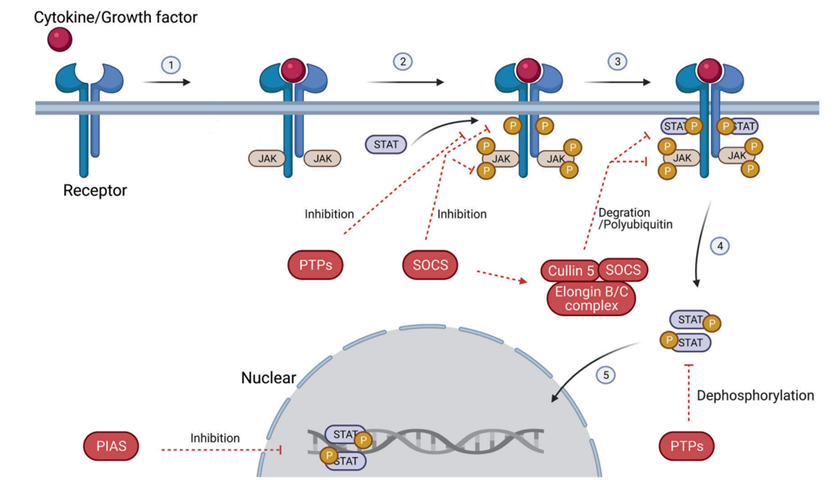 Cytokine/Growth factor
1
2
3
STAT
P
P
STAT
P
P
STAT
JAK
JAK
P
P
JAK
P
JAK
P
P
P
JAK
P
JAK
P
Receptor
Inhibition
Inhibition
Degration
/Polyubiquitin
4
PTPs
SOCS
Cullin 5
SOCS
Elongin B/C
complex
STAT
P
P
STAT
Nuclear
5
Dephosphorylation
PIAS
Inhibition
STAT
P
P
STAT
PTPs